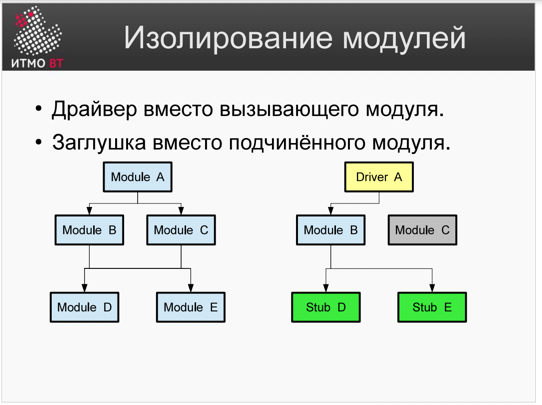 Изолирование модулей
ИТМО ВТ
• Драйвер вместо вызывающего модуля.
• Заглушка вместо подчинённого модуля.
Module A
Driver A
Module B
Module C
Module B
Module C
Module D
Module E
Stub D
Stub E